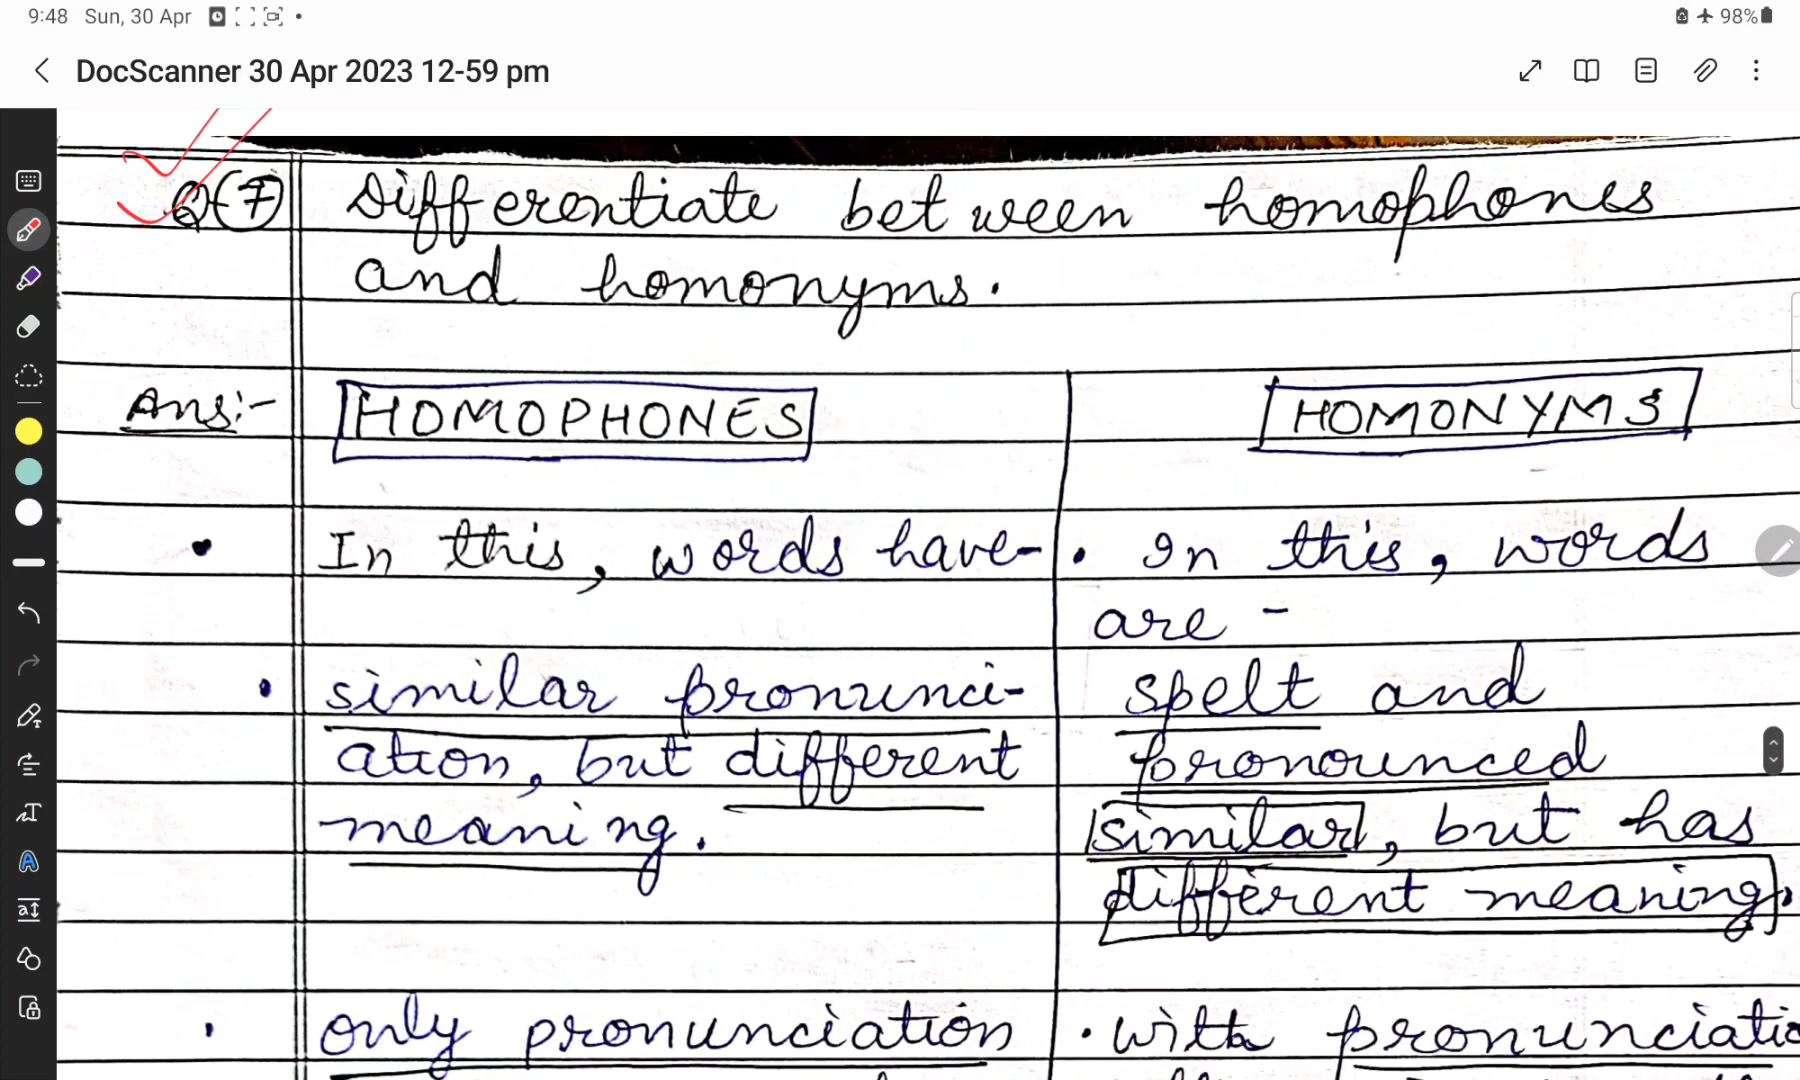 9:48 Sun, 30 Apr
98%
DocScanner 30 Apr 2023 12-59 pm
Q(7) Differentiate between homophones
and homonyms.
Ans:- HOMOPHONES
HOMONYMS
• In this, words have-
• similar pronunci-
ation, but different
meaning.
• only pronunciation
• In this, words
are -
spelt and
pronounced
similar, but has
different meaning.
• with pronunciatio